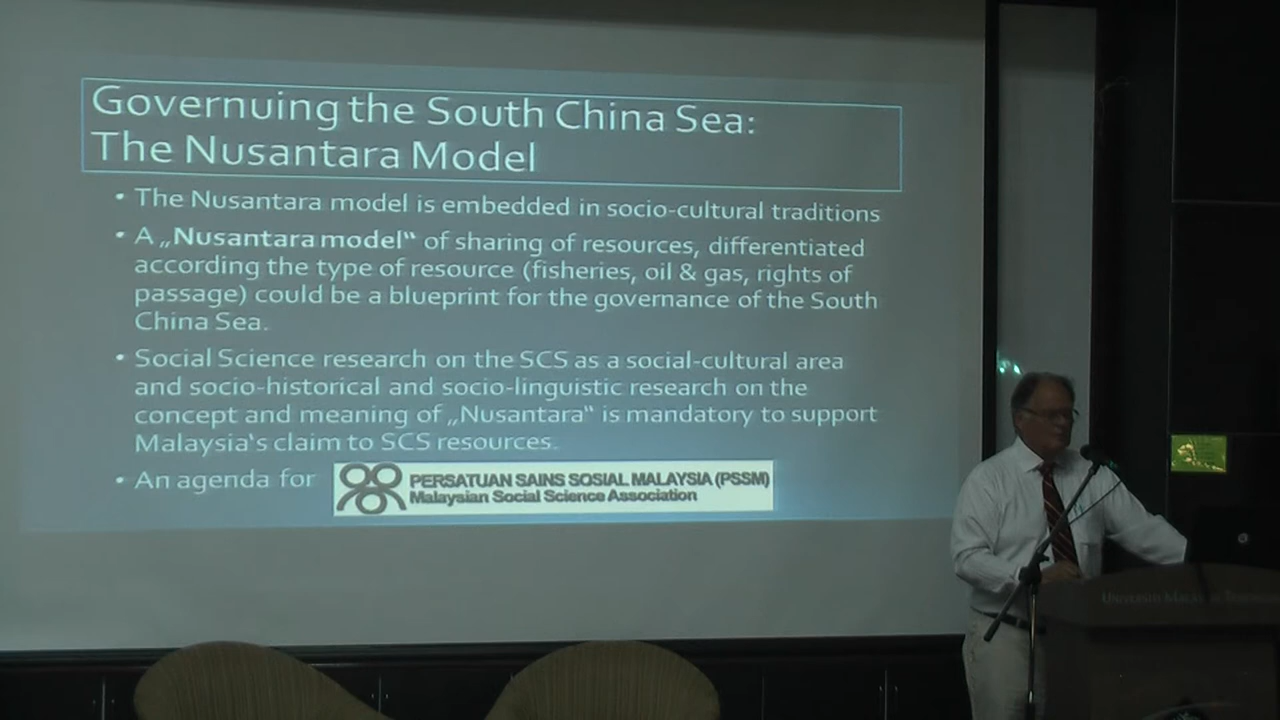 Governuing the South China Sea:
The Nusantara Model
• The Nusantara model is embedded in socio-cultural traditions
• A „Nusantara model“ of sharing of resources, differentiated
according the type of resource (fisheries, oil & gas, rights of
passage) could be a blueprint for the governance of the South
China Sea.
• Social Science research on the SCS as a social-cultural area
and socio-historical and socio-linguistic research on the
concept and meaning of „Nusantara“ is mandatory to support
Malaysia's claim to SCS resources.
• An agenda for
PERSATUAN SAINS SOSIAL MALAYSIA (PSSM)
Malaysian Social Science Association